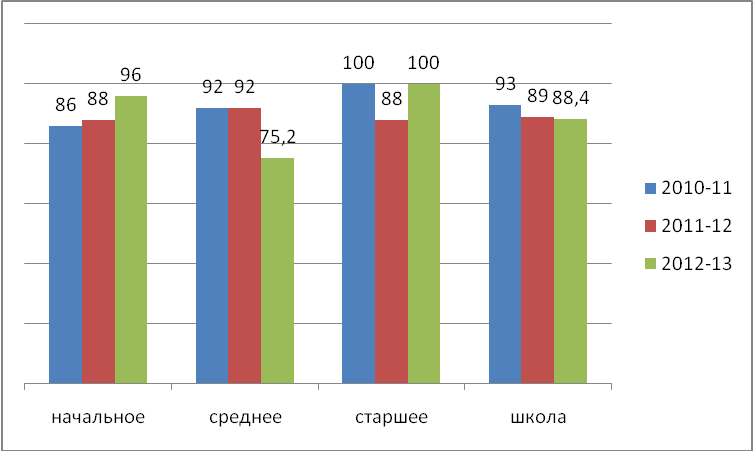 86 88 96
92 92 75,2
100 88 100
93 89 88,4
начальное среднее старшее школа
2010-11
2011-12
2012-13